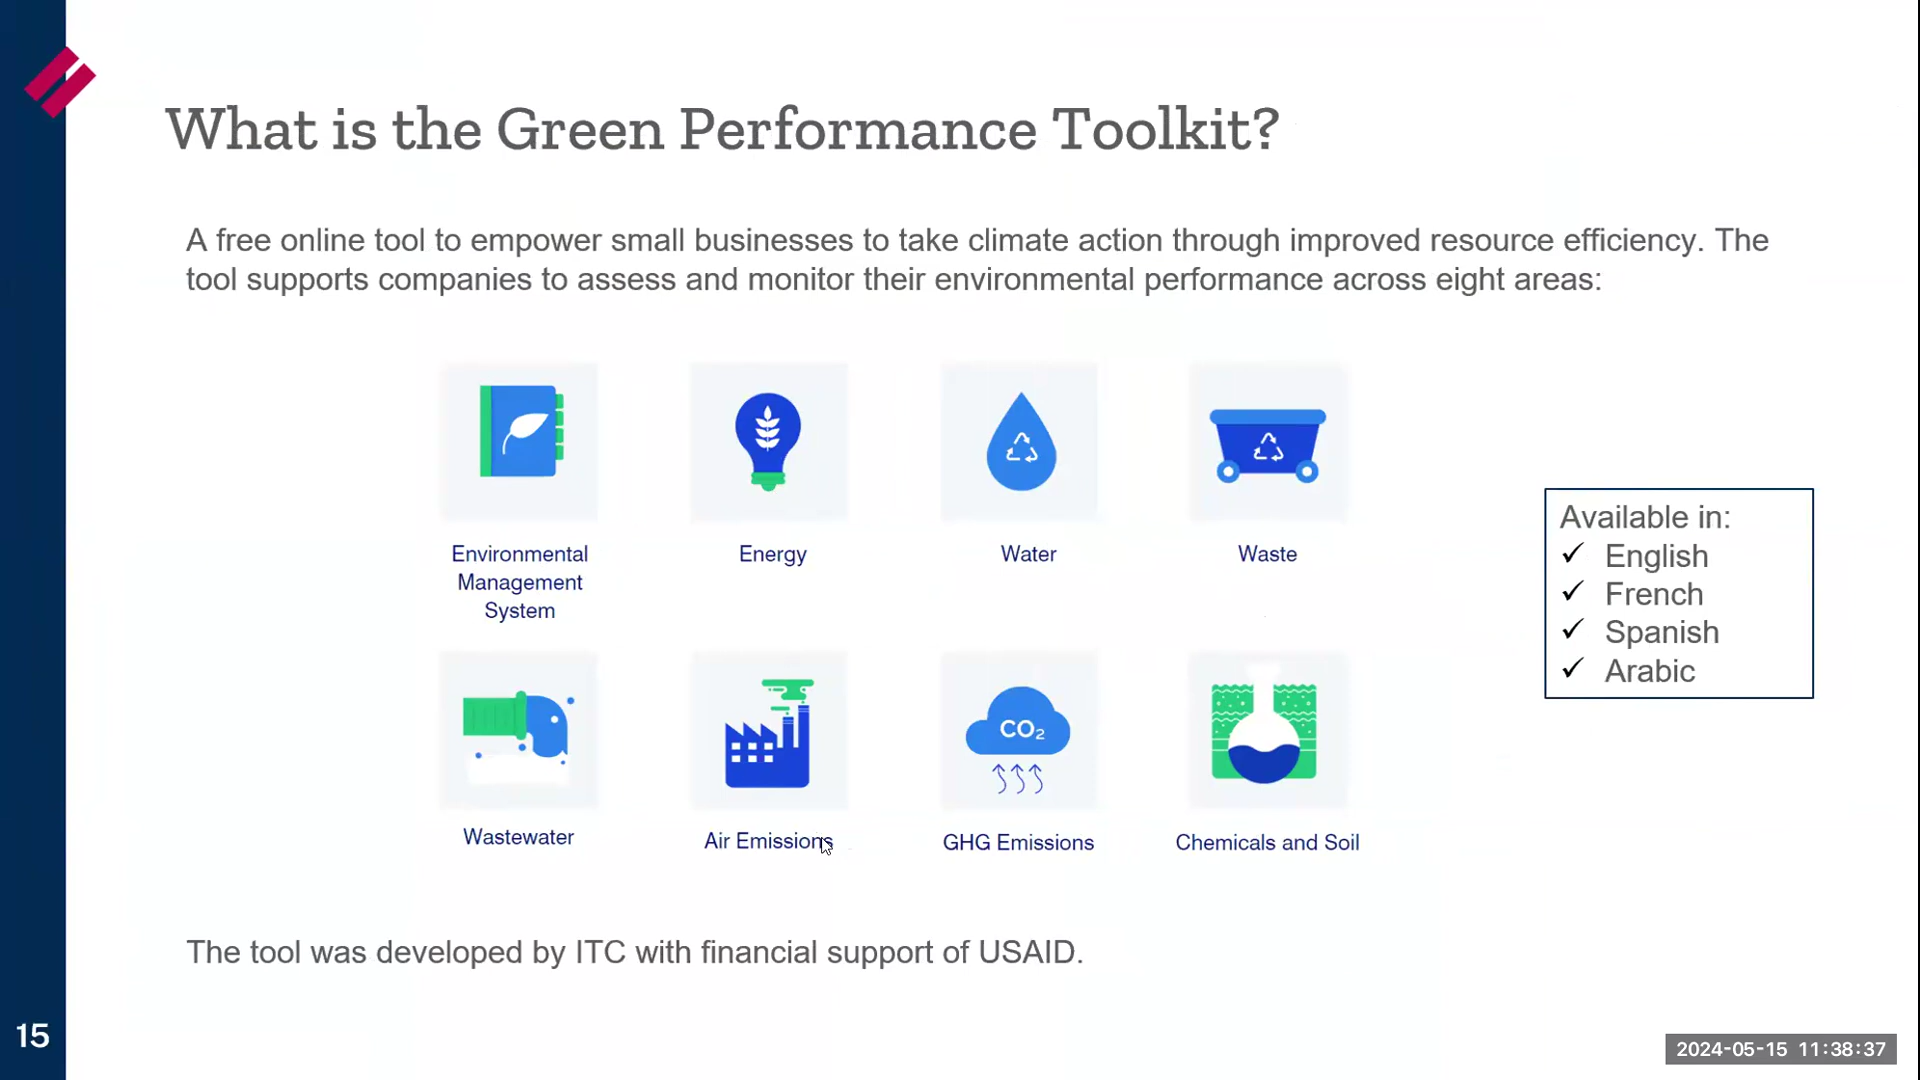 What is the Green Performance Toolkit?
A free online tool to empower small businesses to take climate action through improved resource efficiency. The
tool supports companies to assess and monitor their environmental performance across eight areas:
Environmental
Management
System
Energy
Water
Waste
Available in:
✓ English
✓ French
✓ Spanish
✓ Arabic
CO₂
Wastewater
Air Emissions
GHG Emissions
Chemicals and Soil
The tool was developed by ITC with financial support of USAID.
15
2024-05-15 11:38:37